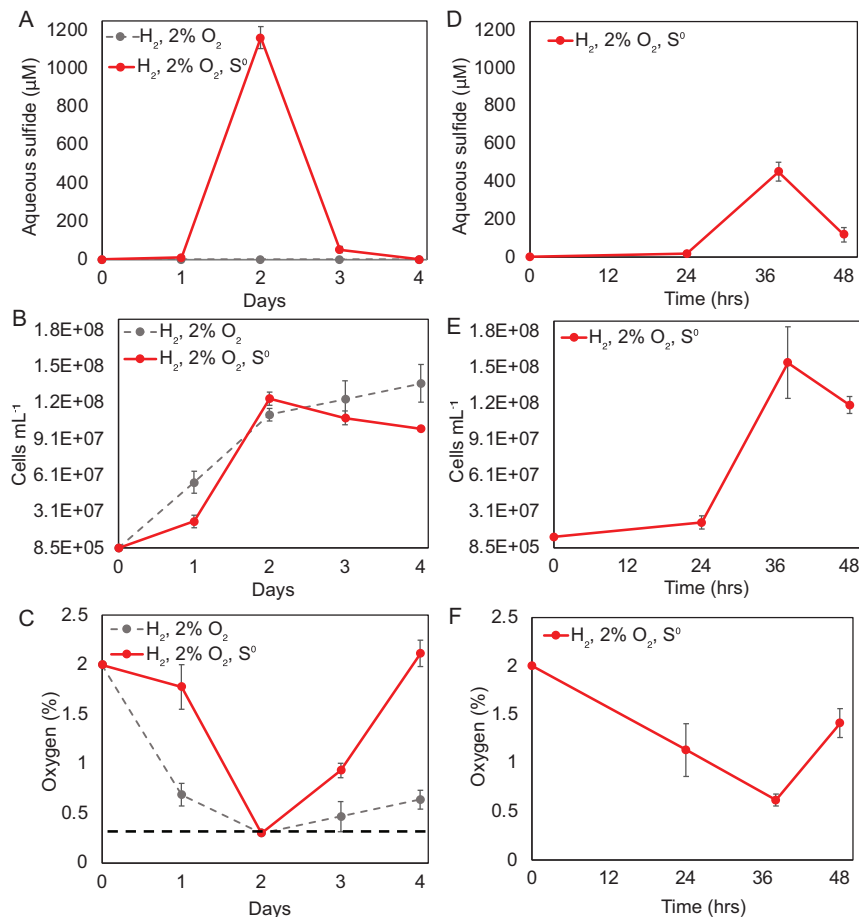 A
H₂, 2% O₂
H₂, 2% O₂, S⁰
Aqueous sulfide (µM)
1200
1000
800
600
400
200
0
0 1 2 3 4
Days
D
H₂, 2% O₂, S⁰
Aqueous sulfide (µM)
1200
1000
800
600
400
200
0
0 12 24 36 48
Time (hrs)
B
H₂, 2% O₂
H₂, 2% O₂, S⁰
Cells mL⁻¹
1.8E+08
1.5E+08
1.2E+08
9.1E+07
6.1E+07
3.1E+07
8.5E+05
0 1 2 3 4
Days
E
H₂, 2% O₂, S⁰
Cells mL⁻¹
1.8E+08
1.5E+08
1.2E+08
9.1E+07
6.1E+07
3.1E+07
8.5E+05
0 12 24 36 48
Time (hrs)
C
H₂, 2% O₂
H₂, 2% O₂, S⁰
Oxygen (%)
2.5
2
1.5
1
0.5
0
0 1 2 3 4
Days
F
H₂, 2% O₂, S⁰
Oxygen (%)
2.5
2
1.5
1
0.5
0
0 12 24 36 48
Time (hrs)